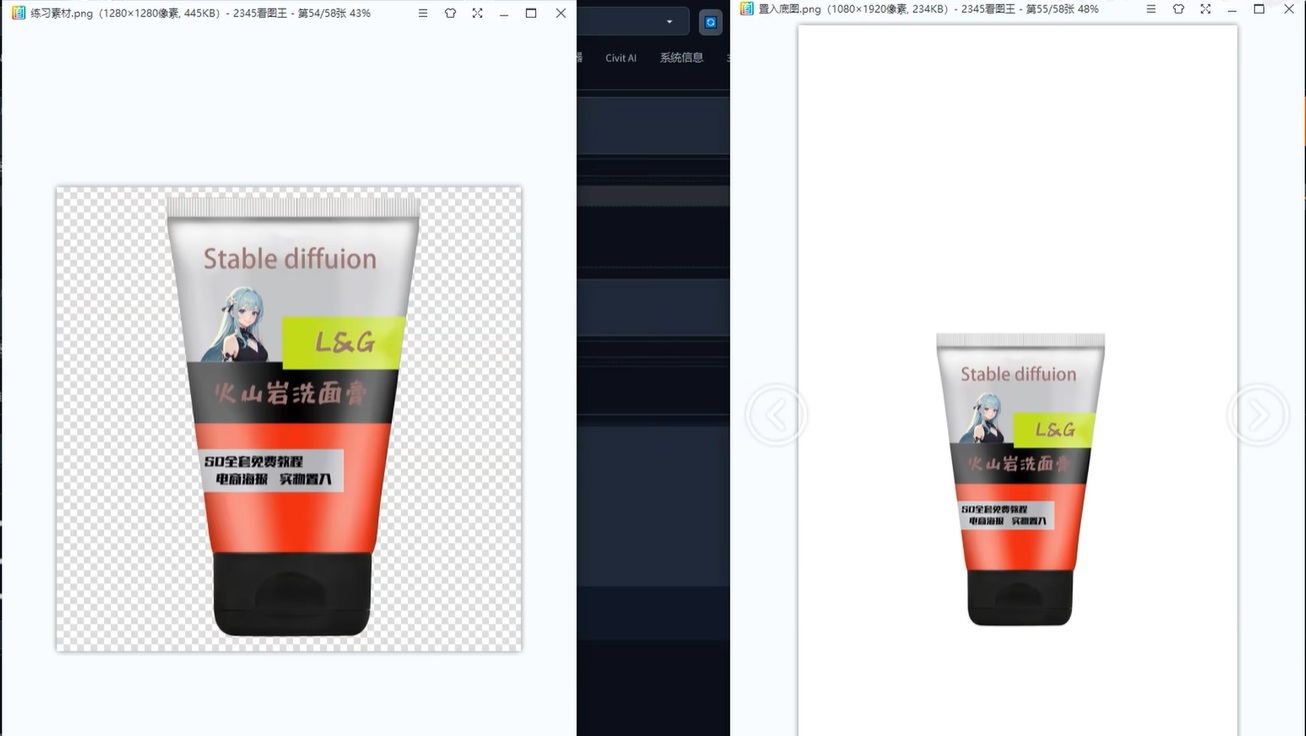 练习素材.png（1280×1280像素, 445KB）- 2345看图王 - 第54/58张 43%
Stable diffuion
L&G
火山岩洗面膏
SD全套免费教程
电商海报 实物置入
器
Civit AI
系统信息
置入底图.png（1080×1920像素, 234KB）- 2345看图王 - 第55/58张 48%
Stable diffuion
L&G
火山岩洗面膏
SD全套免费教程
电商海报 实物置入